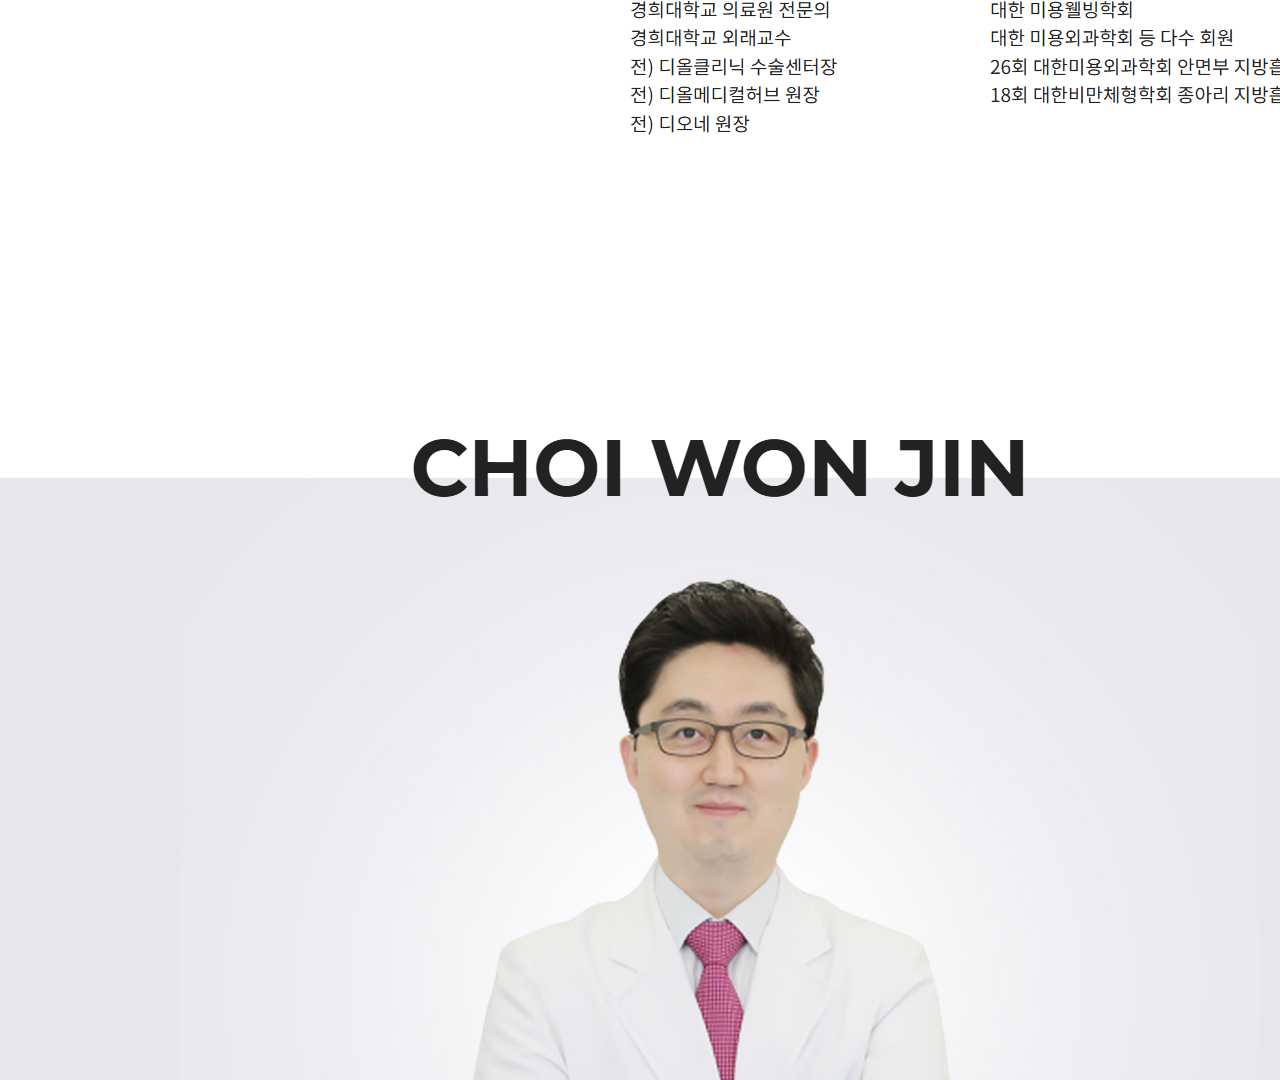 경희대학교 의료원 전문의
경희대학교 외래교수
전) 디올클리닉 수술센터장
전) 디올메디컬허브 원장
전) 디오네 원장
대한 미용웰빙학회
대한 미용외과학회 등 다수 회원
26회 대한미용외과학회 안면부 지방흡
18회 대한비만체형학회 종아리 지방흡
CHOI WON JIN